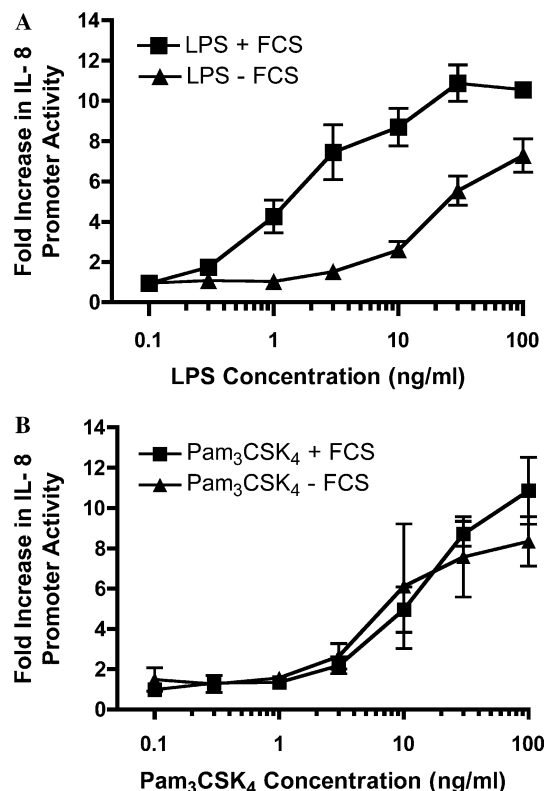 A
14
12
10
8
6
4
2
0
Fold Increase in IL- 8
Promoter Activity
LPS + FCS
LPS - FCS
0.1 1 10 100
LPS Concentration (ng/ml)
B
14
12
10
8
6
4
2
0
Fold Increase in IL- 8
Promoter Activity
Pam₃CSK₄ + FCS
Pam₃CSK₄ - FCS
0.1 1 10 100
Pam₃CSK₄ Concentration (ng/ml)